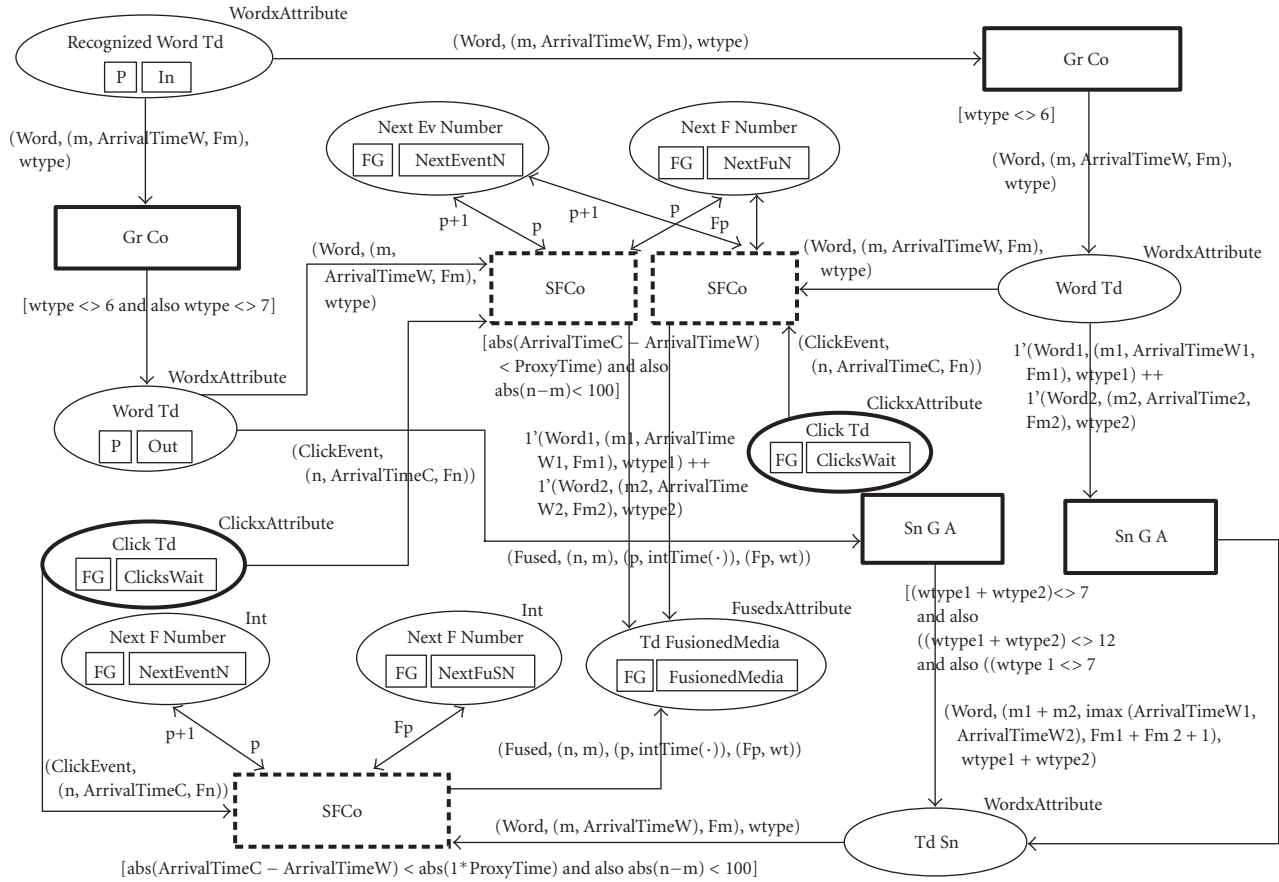 WordxAttribute
Recognized Word Td
P
In
(Word, (m, ArrivalTimeW, Fm), wtype)
Gr Co
[wtype <> 6]
(Word, (m, ArrivalTimeW, Fm),
wtype)
Next Ev Number
FG
NextEventN
Next F Number
FG
NextFuN
(Word, (m, ArrivalTimeW, Fm),
wtype)
Gr Co
[wtype <> 6 and also wtype <> 7]
p+1
p
p+1
p
Fp
(Word, (m,
ArrivalTimeW, Fm),
wtype)
SFCo
SFCo
(Word, (m, ArrivalTimeW, Fm),
wtype)
WordxAttribute
Word Td
[abs(ArrivalTimeC − ArrivalTimeW)
< ProxyTime) and also
abs(n−m)< 100]
(ClickEvent,
(n, ArrivalTimeC, Fn))
1’(Word1, (m1, ArrivalTimeW1,
Fm1), wtype1) ++
1’(Word2, (m2, ArrivalTime2,
Fm2), wtype2)
WordxAttribute
Word Td
P
Out
ClickxAttribute
Click Td
FG
ClicksWait
(ClickEvent,
(n, ArrivalTimeC, Fn))
1’(Word1, (m1, ArrivalTime
W1, Fm1), wtype1) ++
1’(Word2, (m2, ArrivalTime
W2, Fm2), wtype2)
Sn G A
Sn G A
ClickxAttribute
Click Td
FG
ClicksWait
(Fused, (n, m), (p, intTime(·)), (Fp, wt))
[(wtype1 + wtype2)<> 7
and also
((wtype1 + wtype2) <> 12
and also ((wtype 1 <> 7
Int
Next F Number
FG
NextEventN
Int
Next F Number
FG
NextFuSN
FusedxAttribute
Td FusionedMedia
FG
FusionedMedia
p+1
p
Fp
(Fused, (n, m), (p, intTime(·)), (Fp, wt))
(Word, (m1 + m2, imax (ArrivalTimeW1,
ArrivalTimeW2), Fm1 + Fm 2 + 1),
wtype1 + wtype2)
(ClickEvent,
(n, ArrivalTimeC, Fn))
SFCo
(Word, (m, ArrivalTimeW), Fm), wtype)
WordxAttribute
Td Sn
[abs(ArrivalTimeC − ArrivalTimeW) < abs(1*ProxyTime) and also abs(n−m) < 100]